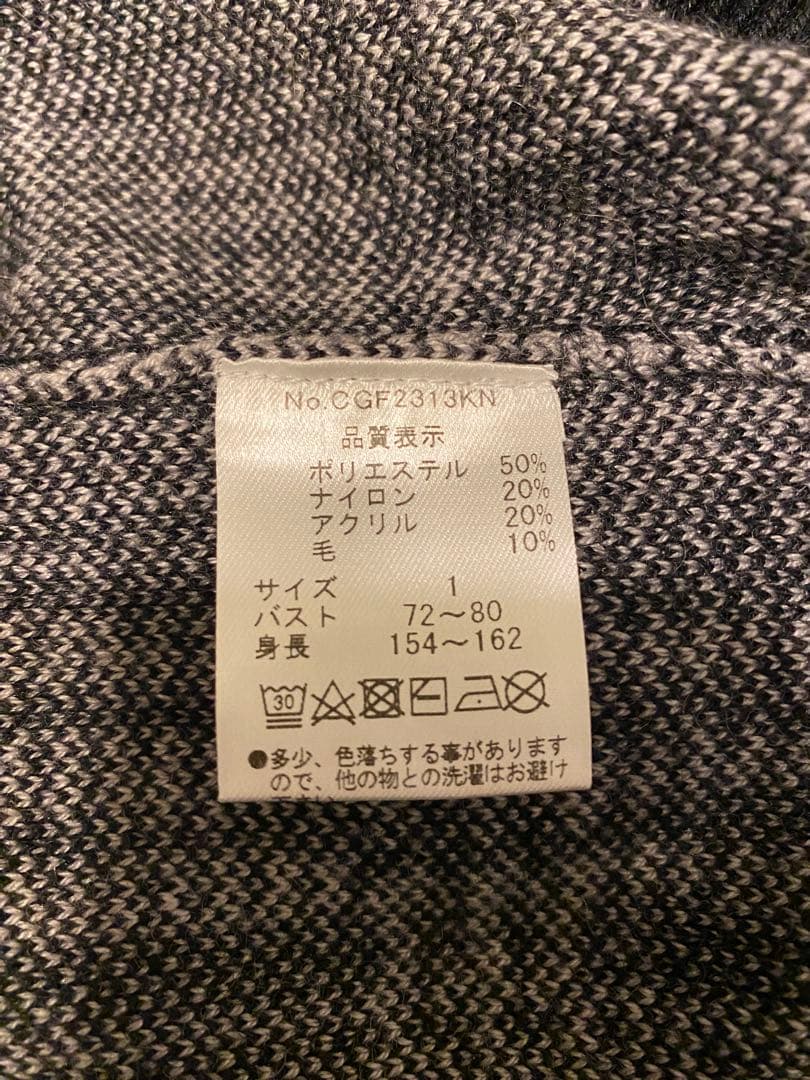 No.CGF2313KN
品質表示
ポリエステル 50%
ナイロン 20%
アクリル 20%
毛 10%
サイズ 1
バスト 72～80
身長 154～162
30
●多少、色落ちする事があります
ので、他の物との洗濯はお避け